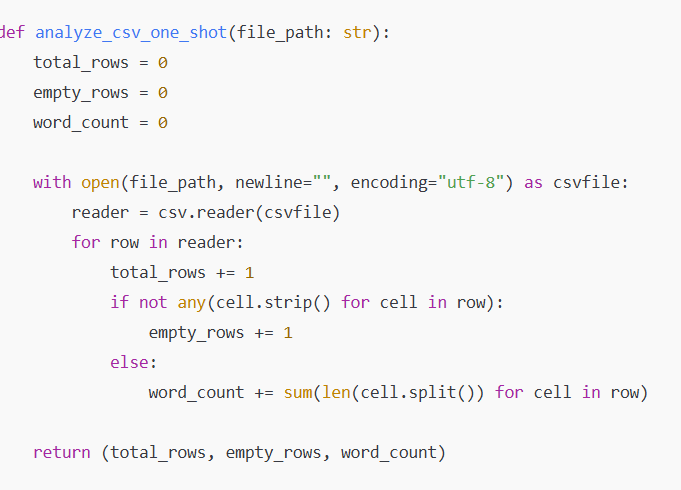 def analyze_csv_one_shot(file_path: str):
    total_rows = 0
    empty_rows = 0
    word_count = 0

    with open(file_path, newline="", encoding="utf-8") as csvfile:
        reader = csv.reader(csvfile)
        for row in reader:
            total_rows += 1
            if not any(cell.strip() for cell in row):
                empty_rows += 1
            else:
                word_count += sum(len(cell.split()) for cell in row)

    return (total_rows, empty_rows, word_count)